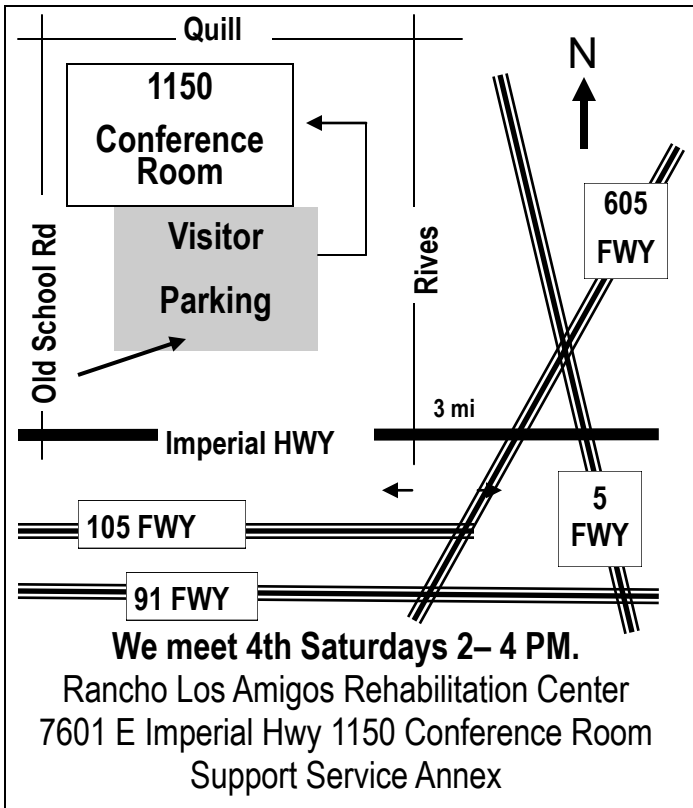 Quill
N
1150
Conference
Room
Visitor
Parking
Old School Rd
Rives
605
FWY
3 mi
Imperial HWY
5
FWY
105 FWY
91 FWY
We meet 4th Saturdays 2– 4 PM.
Rancho Los Amigos Rehabilitation Center
7601 E Imperial Hwy 1150 Conference Room
Support Service Annex